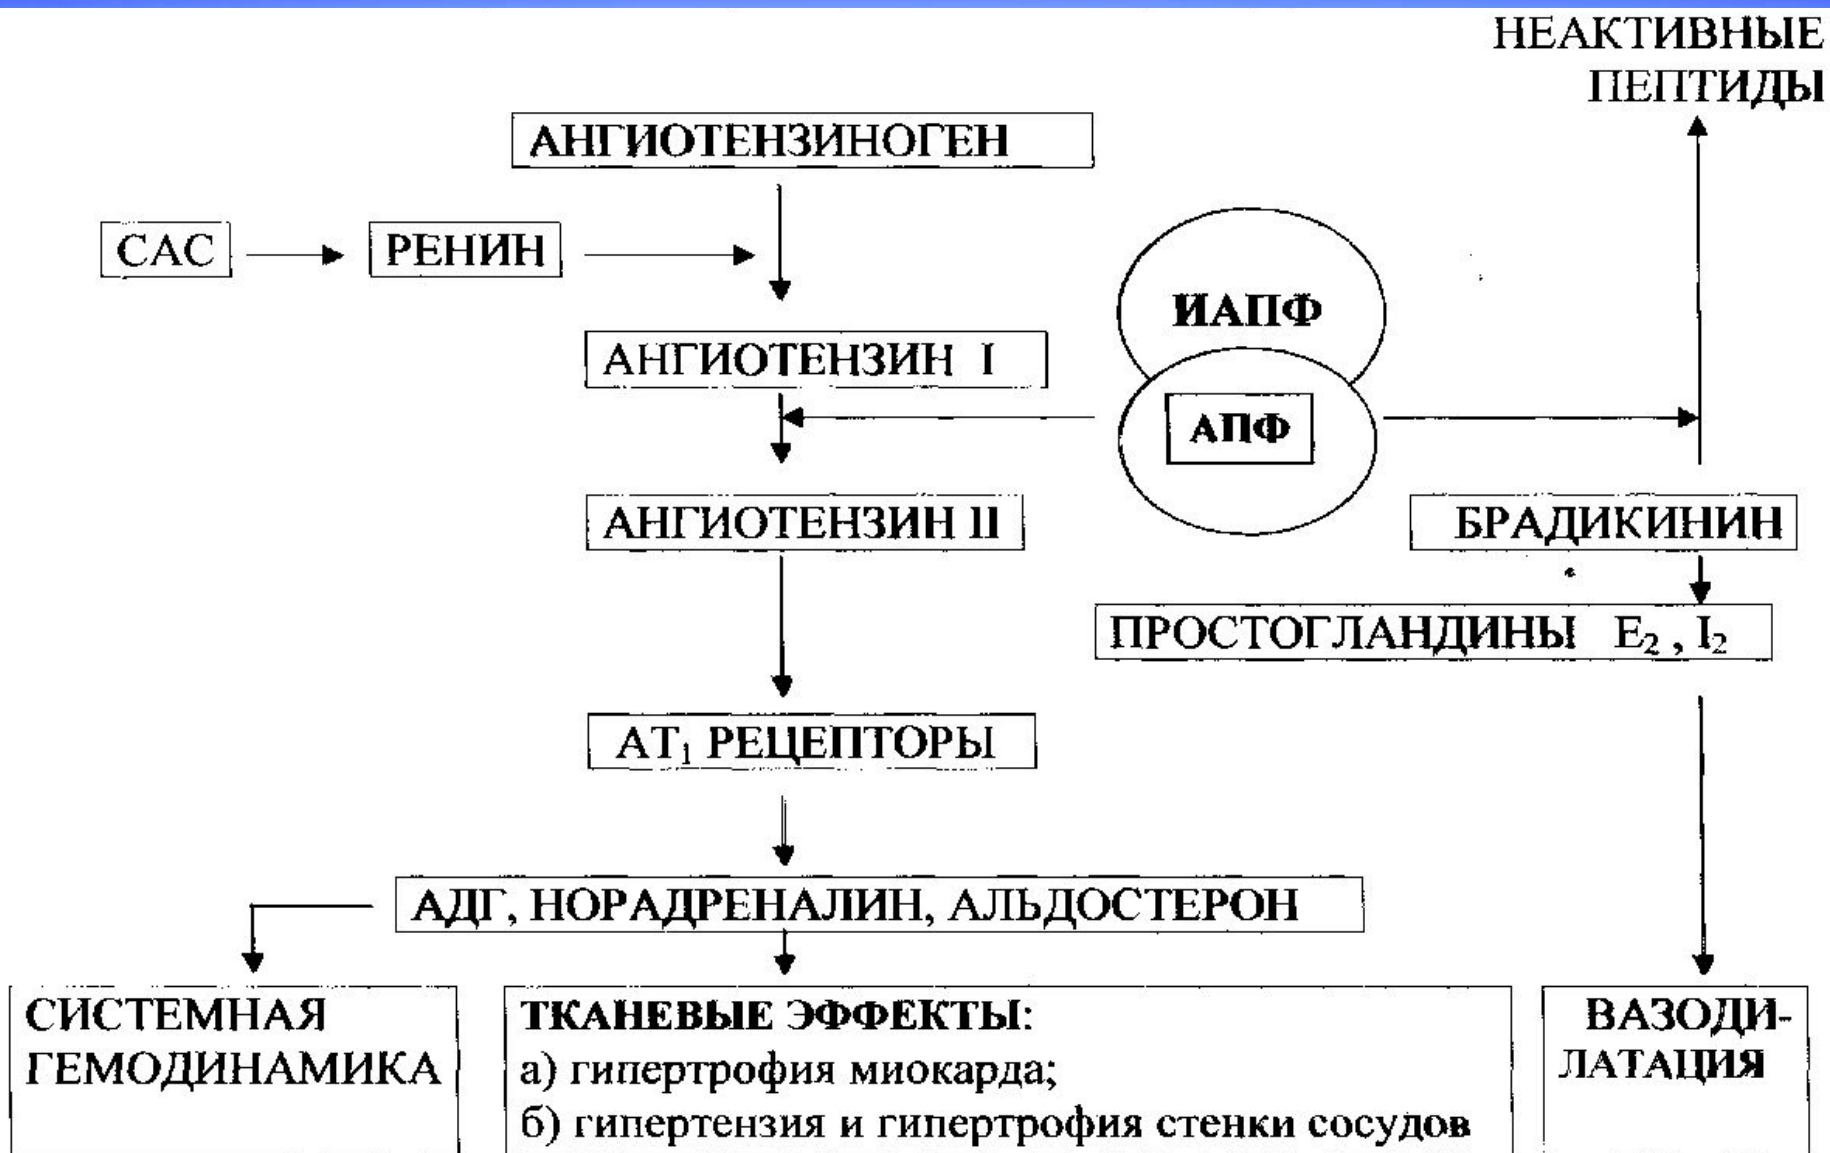 НЕАКТИВНЫЕ
ПЕПТИДЫ
АНГИОТЕНЗИНОГЕН
САС
РЕНИН
ИАПФ
АНГИОТЕНЗИН I
АПФ
АНГИОТЕНЗИН II
БРАДИКИНИН
ПРОСТОГЛАНДИНЫ E₂ , I₂
АТ₁ РЕЦЕПТОРЫ
АДГ, НОРАДРЕНАЛИН, АЛЬДОСТЕРОН
СИСТЕМНАЯ
ГЕМОДИНАМИКА
ТКАНЕВЫЕ ЭФФЕКТЫ:
а) гипертрофия миокарда;
б) гипертензия и гипертрофия стенки сосудов
ВАЗОДИ-
ЛАТАЦИЯ